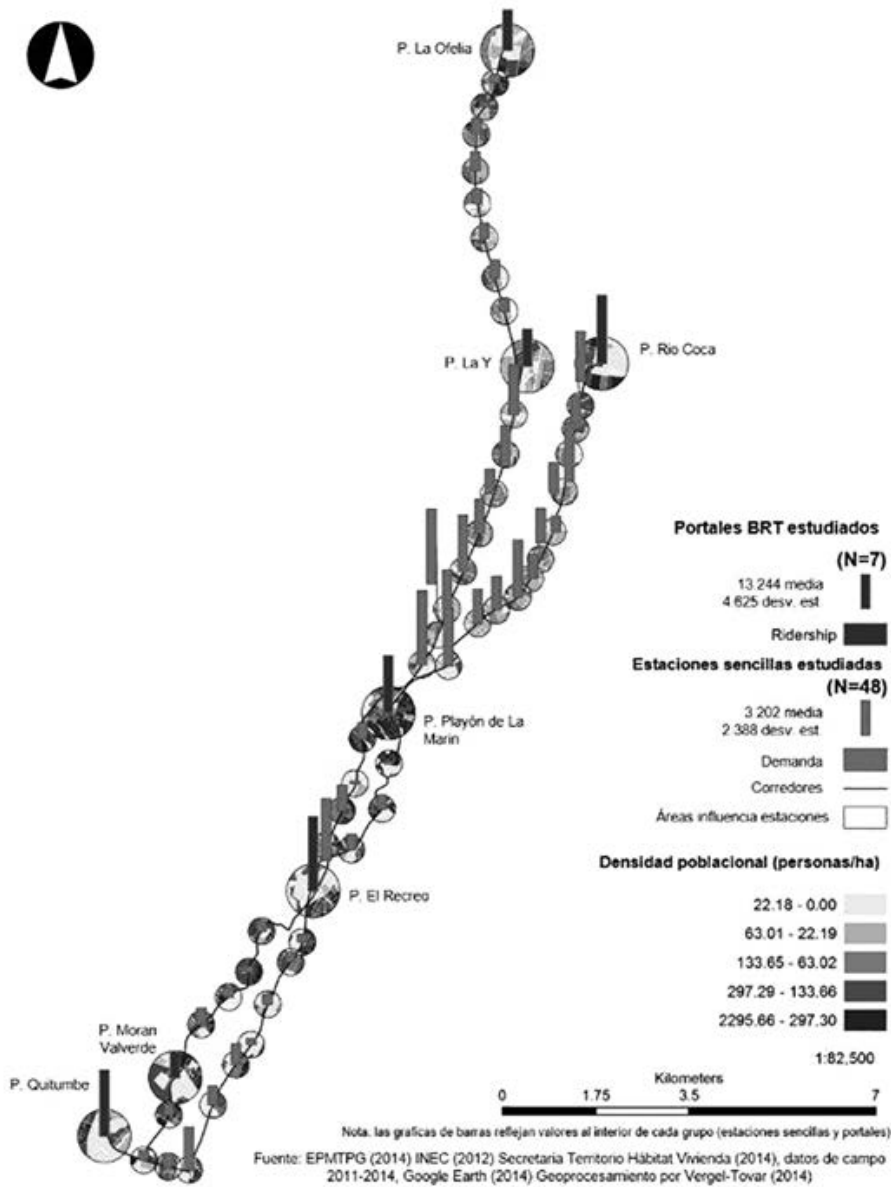 P. La Ofelia
P. La Y
P. Rio Coca
Portales BRT estudiados
(N=7)
13.244 media
4.625 desv. est.
Ridership
Estaciones sencillas estudiadas
(N=48)
3.202 media
2.388 desv. est.
Demanda
Corredores
Áreas influencia estaciones
P. Playón de La
Marin
Densidad poblacional (personas/ha)
P. El Recreo
22.18 - 0.00
63.01 - 22.19
133.65 - 63.02
297.29 - 133.66
2295.66 - 297.30
P. Moran
Valverde
P. Quitumbe
1:82,500
Kilometers
0 1.75 3.5 7
Nota. las graficas de barras reflejan valores al interior de cada grupo (estaciones sencillas y portales)
Fuente: EPMTPG (2014) INEC (2012) Secretaria Territorio Hábitat Vivienda (2014), datos de campo
2011-2014, Google Earth (2014) Geoprocesamiento por Vergel-Tovar (2014)